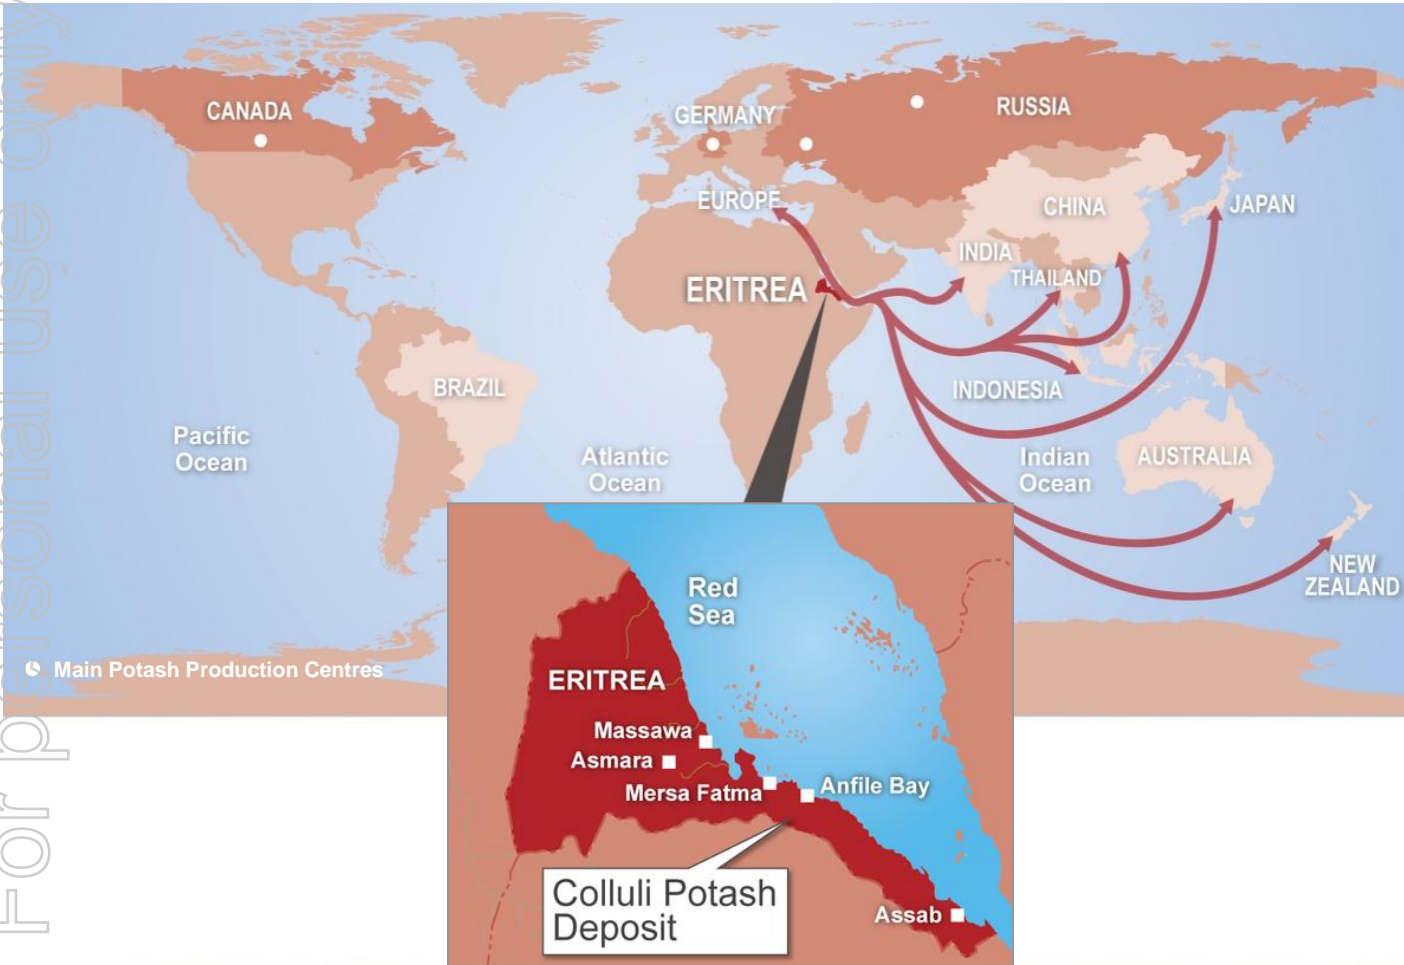 For personal use only
CANADA
GERMANY
RUSSIA
EUROPE
CHINA
JAPAN
INDIA
THAILAND
ERITREA
BRAZIL
INDONESIA
Pacific
Ocean
Atlantic
Ocean
Indian
Ocean
AUSTRALIA
NEW
ZEALAND
Main Potash Production Centres
Red
Sea
ERITREA
Massawa
Asmara
Mersa Fatma
Anfile Bay
Colluli Potash
Deposit
Assab